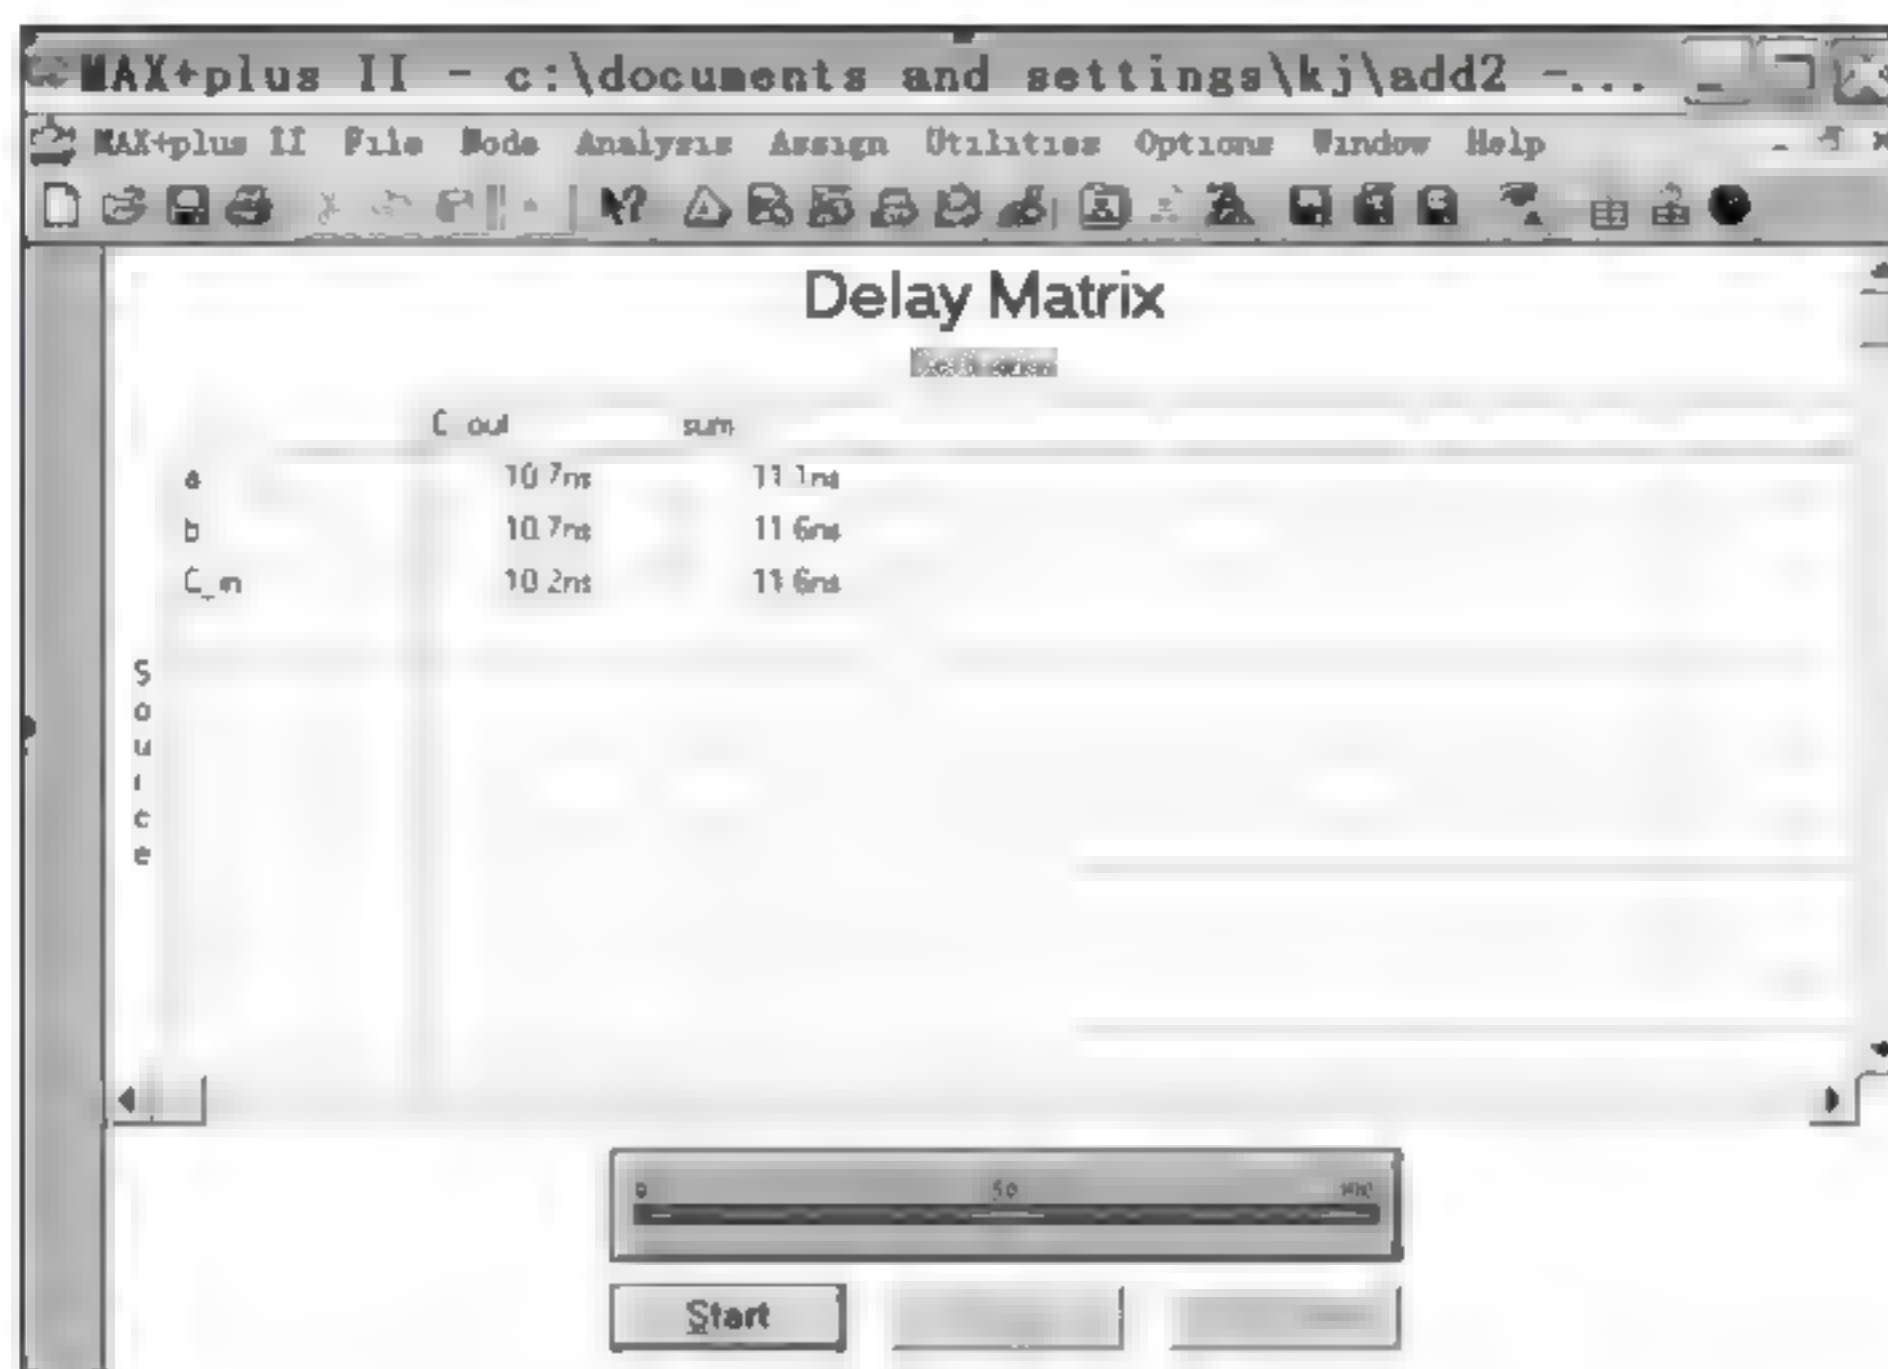 MAX+plus II - c:\documents and settings\kj\add2 -...
MAX+plus II File Node Analysis Assign Utilities Options Window Help
Delay Matrix
C_out sum
a 10.7ns 11.1ns
b 10.7ns 11.6ns
C_in 10.2ns 11.6ns
Source
0 50 100
Start